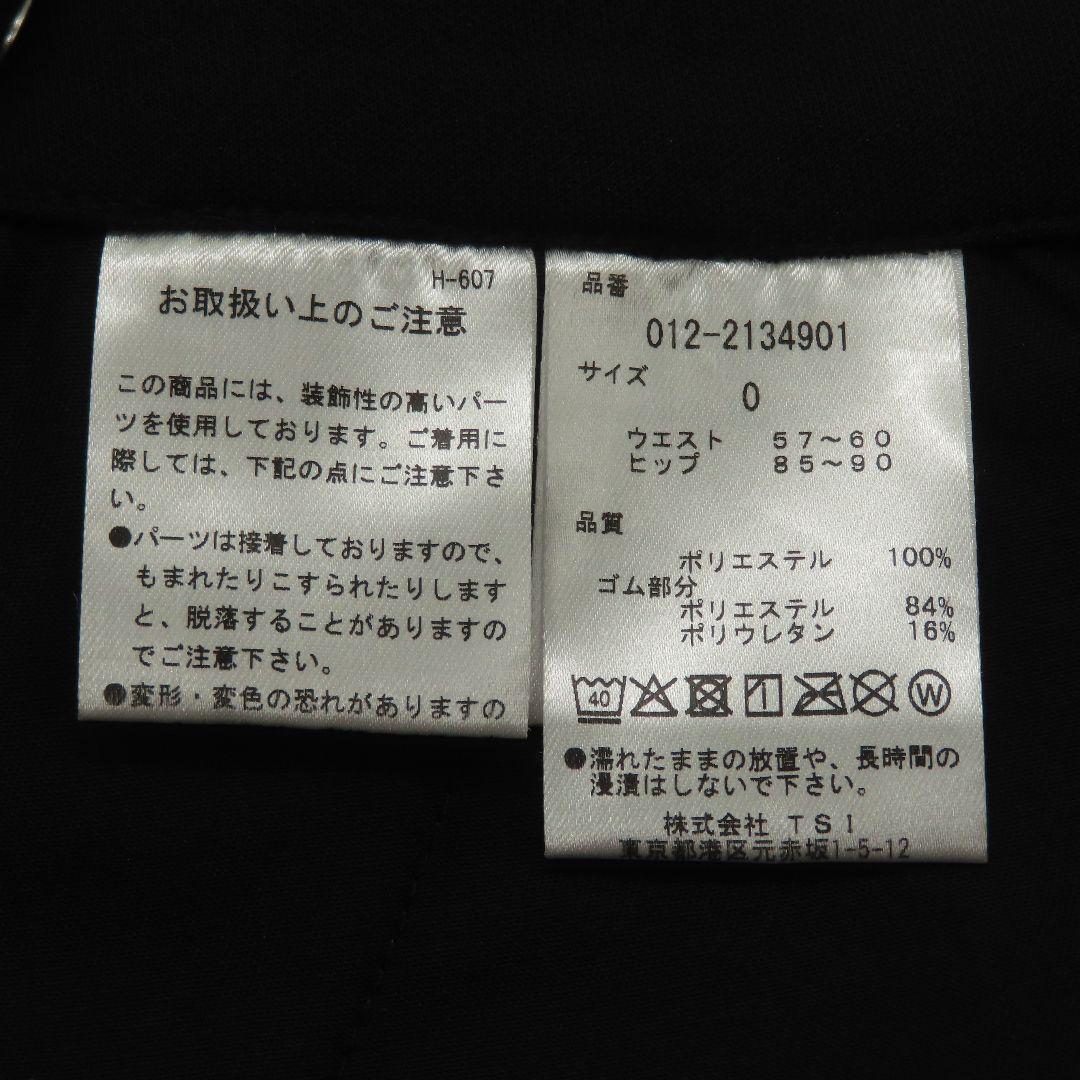 H-607
お取扱い上のご注意
この商品には、装飾性の高いパー
ツを使用しております。ご着用に
際しては、下記の点にご注意下さ
い。
●パーツは接着しておりますので、
もまれたりこすられたりします
と、脱落することがありますの
でご注意下さい。
●変形・変色の恐れがありますの
品番
012-2134901
サイズ
0
ウエスト 57～60
ヒップ 85～90
品質
ポリエステル 100%
ゴム部分
ポリエステル 84%
ポリウレタン 16%
40 W
●濡れたままの放置や、長時間の
浸漬はしないで下さい。
株式会社 TSI
東京都港区元赤坂1-5-12